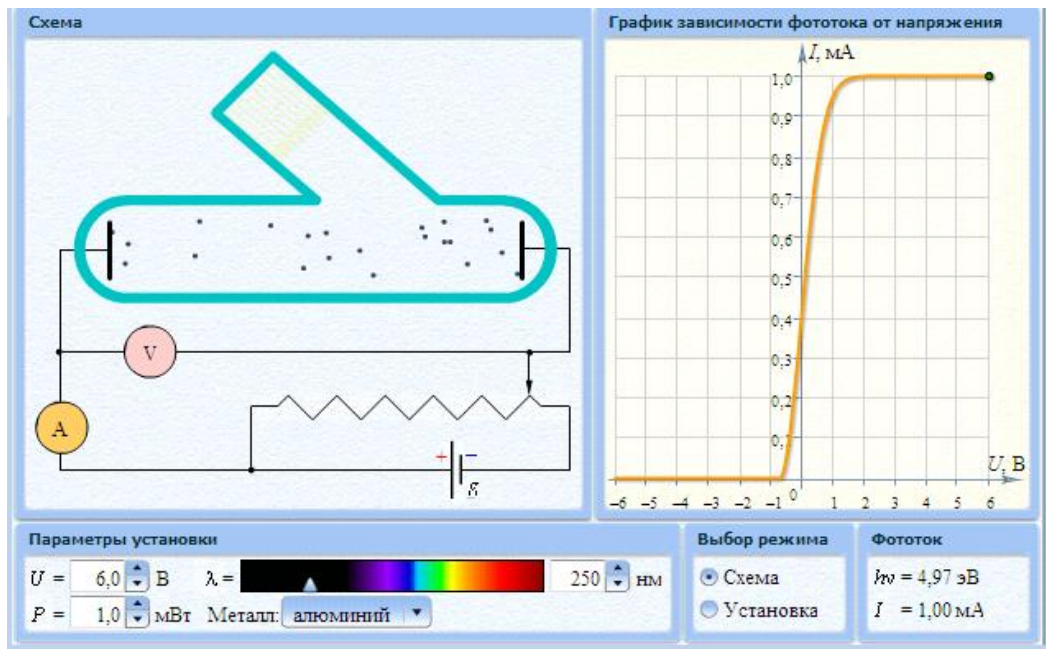 Схема
V
A
+ −
ℰ
График зависимости фототока от напряжения
I, мА
1,0
0,9
0,8
0,7
0,6
0,5
0,4
0,3
0,2
0,1
U, В
−6 −5 −4 −3 −2 −1 0 1 2 3 4 5 6
Параметры установки
U = 6,0 В λ = 250 нм
P = 1,0 мВт Металл: алюминий
Выбор режима
Схема
Установка
Фототок
hν = 4,97 эВ
I = 1,00 мА